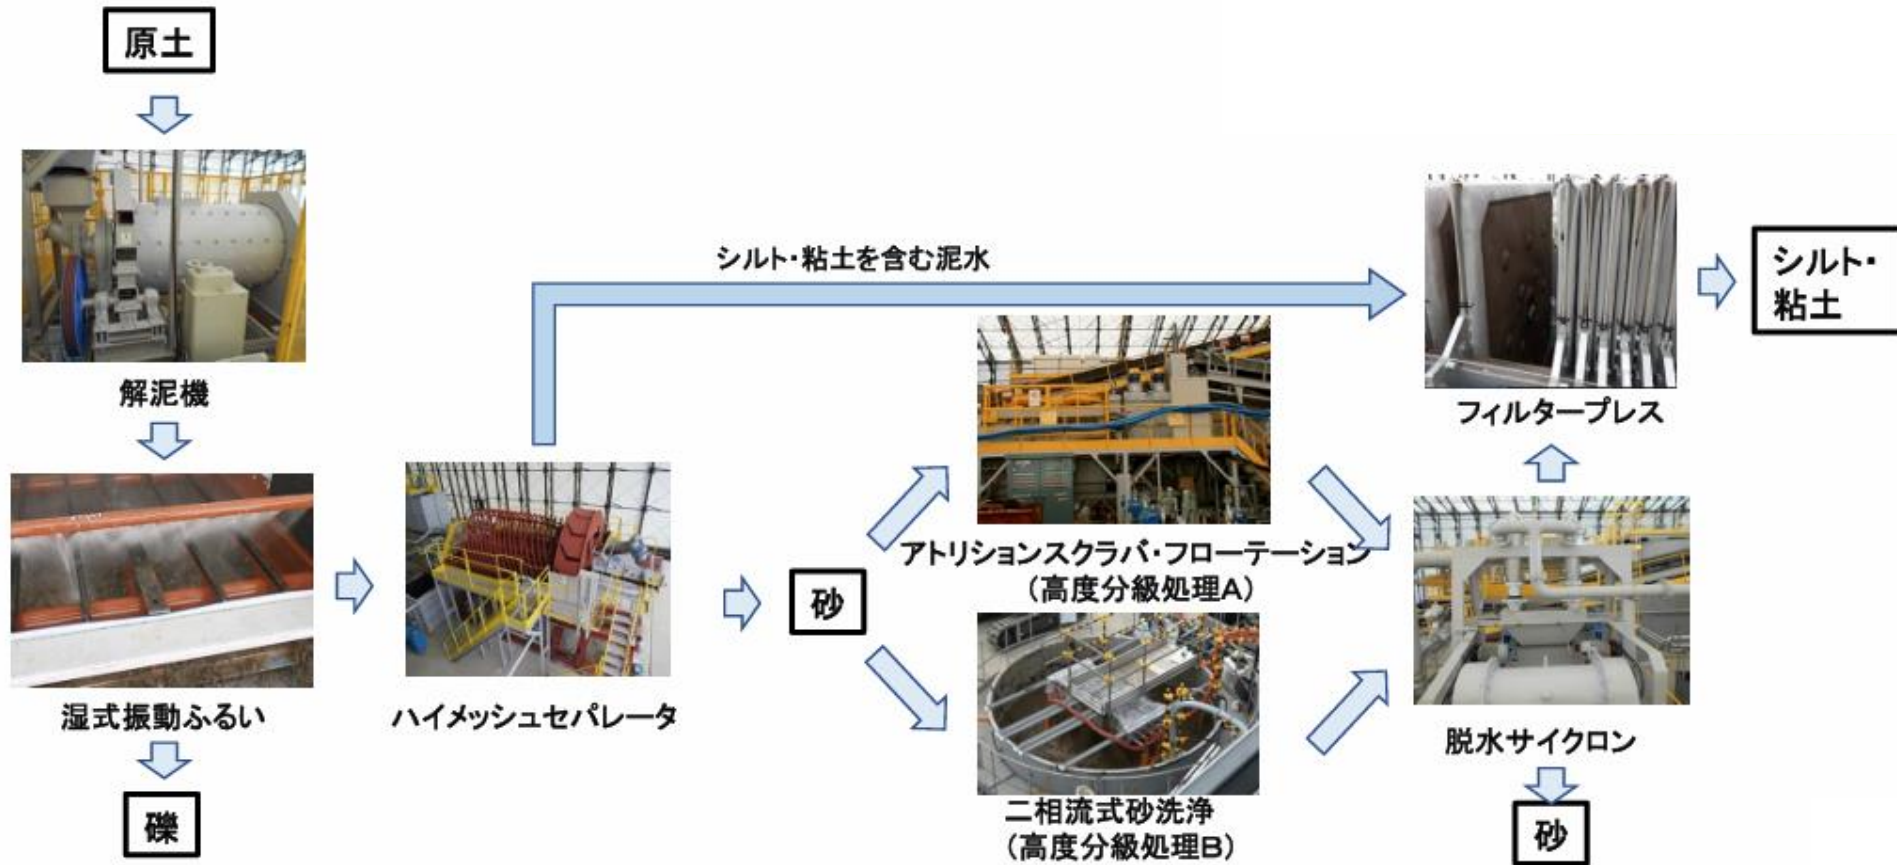 原土
解泥機
湿式振動ふるい
礫
ハイメッシュセパレータ
シルト・粘土を含む泥水
砂
アトリションスクラバ・フローテーション
（高度分級処理A）
二相流式砂洗浄
（高度分級処理B）
フィルタープレス
シルト・
粘土
脱水サイクロン
砂